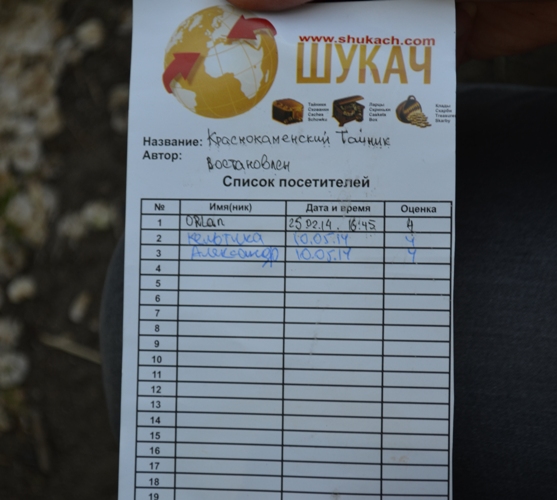 www.shukach.com
ШУКАЧ
Название: Краснокаменский Тайник
Автор:
Востановлен
Список посетителей
№ Имя(ник) Дата и время Оценка
1 ORLan 25.02.14. 16:45 4
2 Кельтика 10.05.14 4
3 Александр 10.05.14 4
4
5
6
7
8
9
10
11
12
13
14
15
16
17
18
19